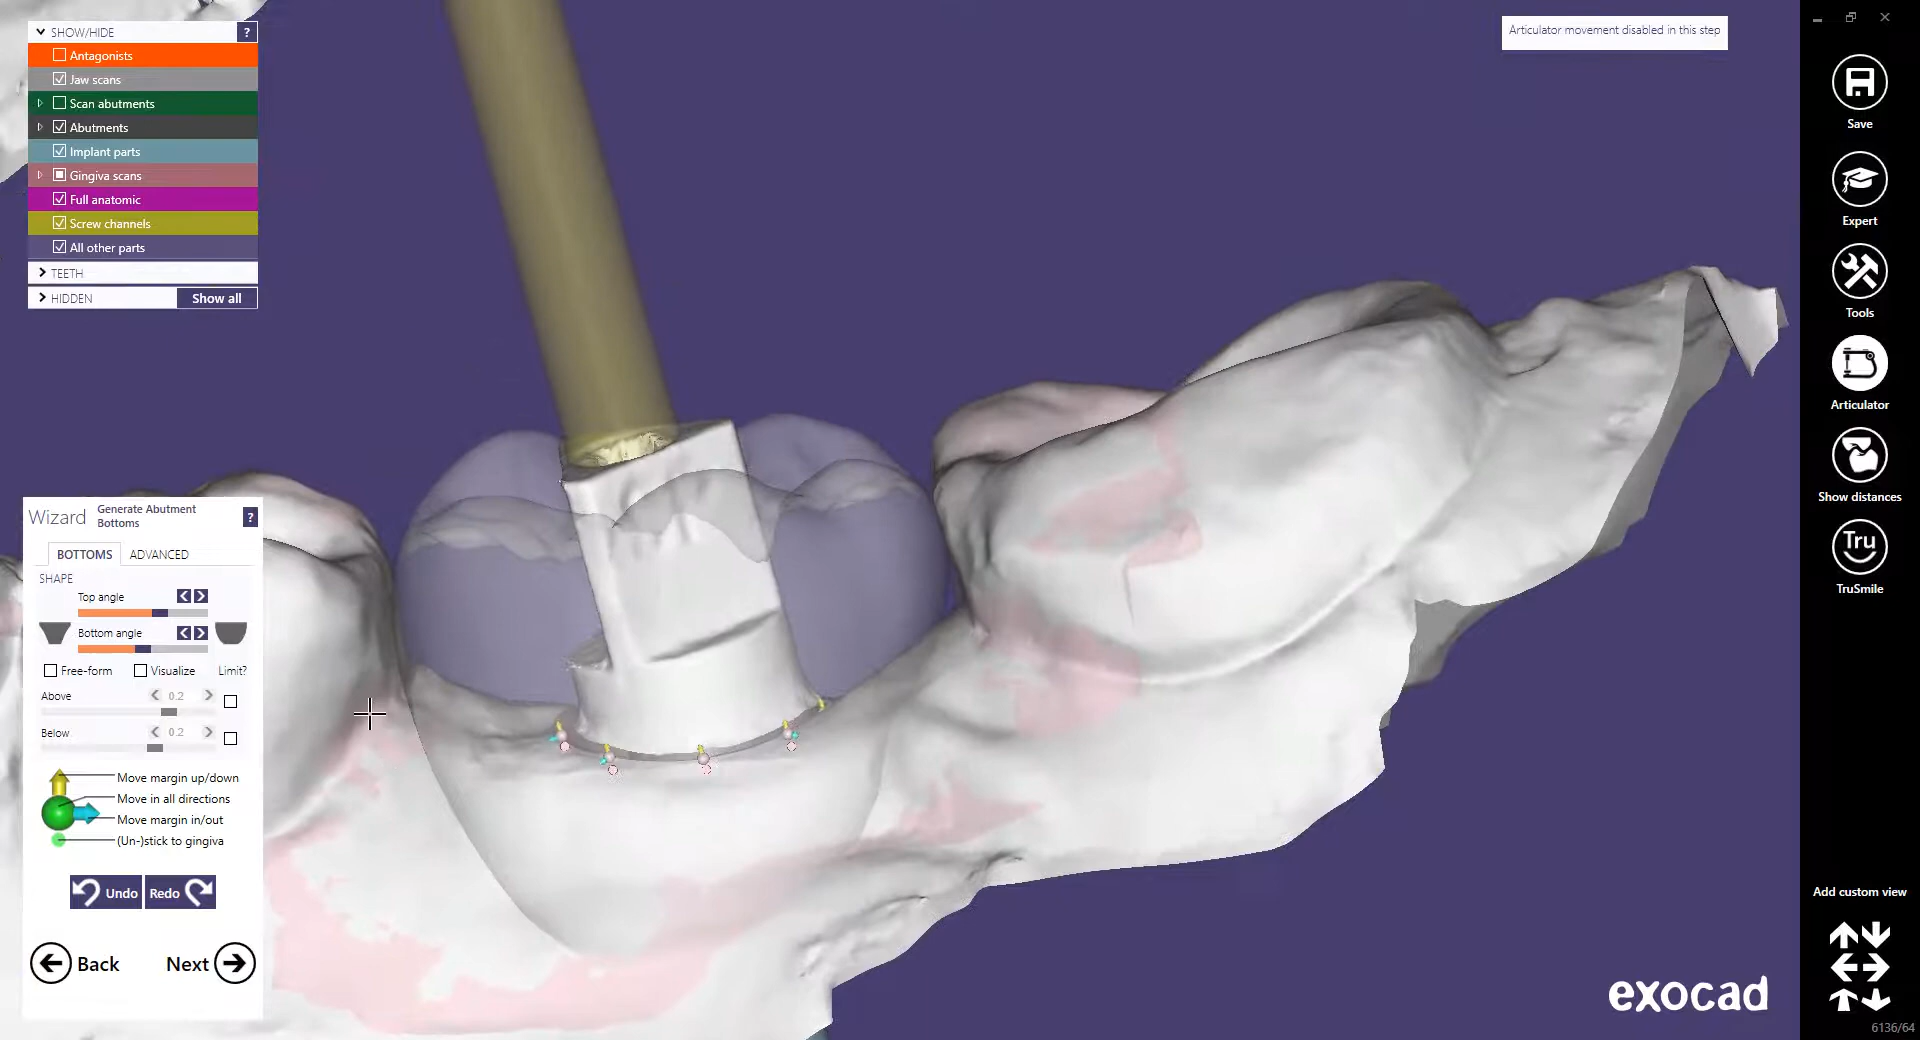 SHOW/HIDE ?
Antagonists
Jaw scans
Scan abutments
Abutments
Implant parts
Gingiva scans
Full anatomic
Screw channels
All other parts
TEETH
HIDDEN Show all
Articulator movement disabled in this step
Wizard Generate Abutment Bottoms ?
BOTTOMS ADVANCED
SHAPE
Top angle
Bottom angle
Free-form Visualize Limit?
Above 0.2
Below 0.2
Move margin up/down
Move in all directions
Move margin in/out
(Un-)stick to gingiva
Undo Redo
Back Next
Save
Expert
Tools
Articulator
Show distances
Tru
TruSmile
Add custom view
exocad
6136/64